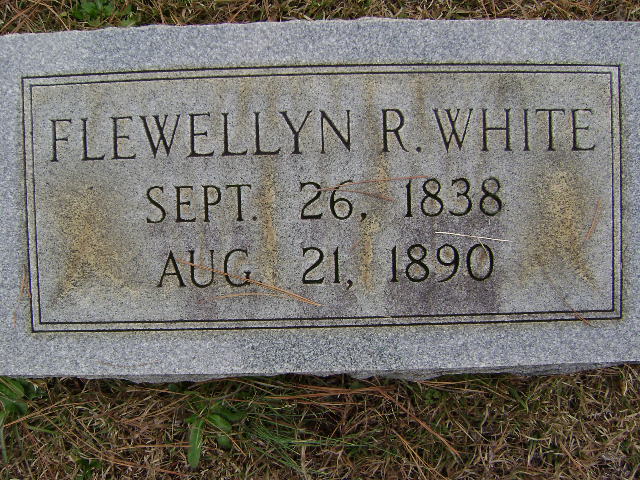 FLEWELLYN R. WHITE
SEPT. 26, 1838
AUG. 21, 1890